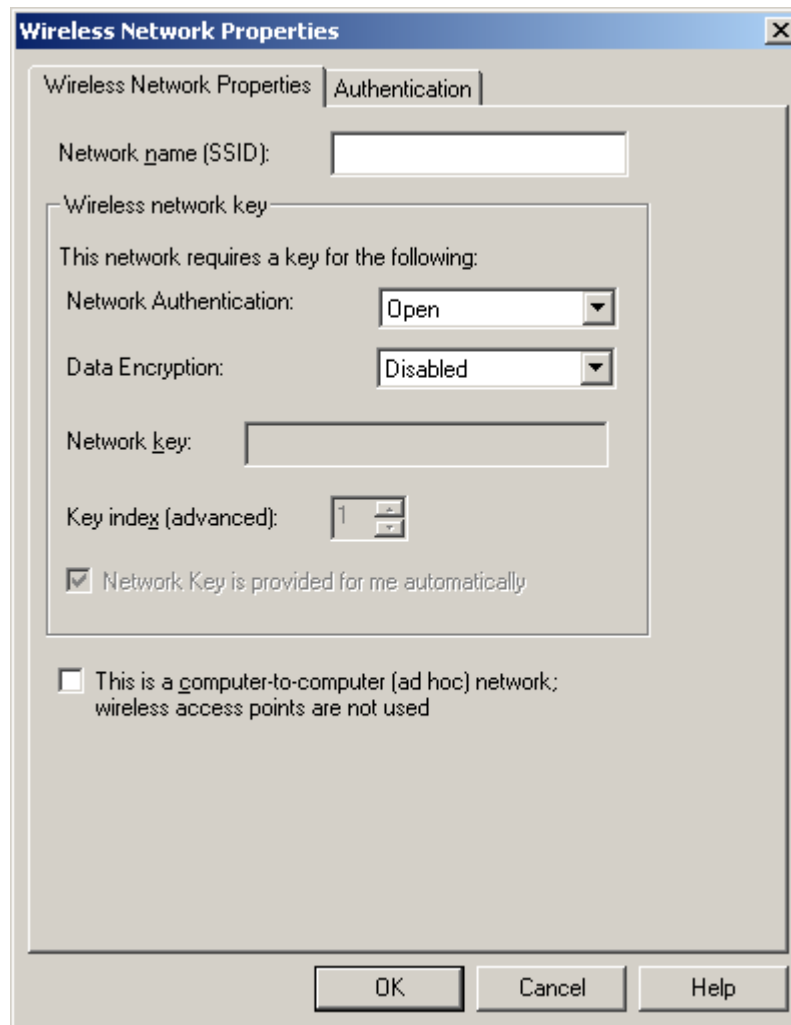 Wireless Network Properties
Wireless Network Properties
Authentication
Network name (SSID):
Wireless network key
This network requires a key for the following:
Network Authentication:
Open
Data Encryption:
Disabled
Network key:
Key index (advanced):
1
Network Key is provided for me automatically
This is a computer-to-computer (ad hoc) network;
wireless access points are not used
OK
Cancel
Help